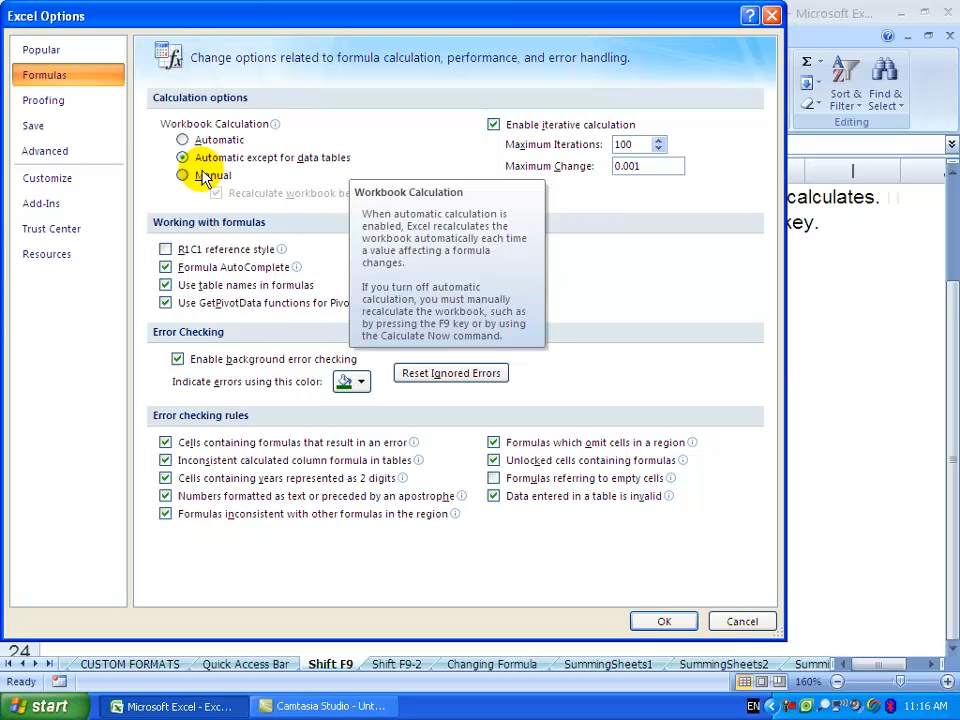 Excel Options
Microsoft Ex...
Popular
Formulas
Proofing
Save
Advanced
Customize
Add-Ins
Trust Center
Resources
Change options related to formula calculation, performance, and error handling.
Calculation options
Workbook Calculation
Automatic
Automatic except for data tables
Manual
Recalculate workbook be
Enable iterative calculation
Maximum Iterations: 100
Maximum Change: 0.001
Workbook Calculation
When automatic calculation is
enabled, Excel recalculates the
workbook automatically each time
a value affecting a formula
changes.
If you turn off automatic
calculation, you must manually
recalculate the workbook, such as
by pressing the F9 key or by using
the Calculate Now command.
Working with formulas
R1C1 reference style
Formula AutoComplete
Use table names in formulas
Use GetPivotData functions for Pivo
Error Checking
Enable background error checking
Indicate errors using this color:
Reset Ignored Errors
Error checking rules
Cells containing formulas that result in an error
Inconsistent calculated column formula in tables
Cells containing years represented as 2 digits
Numbers formatted as text or preceded by an apostrophe
Formulas inconsistent with other formulas in the region
Formulas which omit cells in a region
Unlocked cells containing formulas
Formulas referring to empty cells
Data entered in a table is invalid
OK
Cancel
Sort & Filter
Find & Select
Editing
calculates.
key.
24
CUSTOM FORMATS
Quick Access Bar
Shift F9
Shift F9-2
Changing Formula
SummingSheets1
SummingSheets2
Summi
Ready
160%
start
Microsoft Excel - Exc...
Camtasia Studio - Unt...
EN
11:16 AM